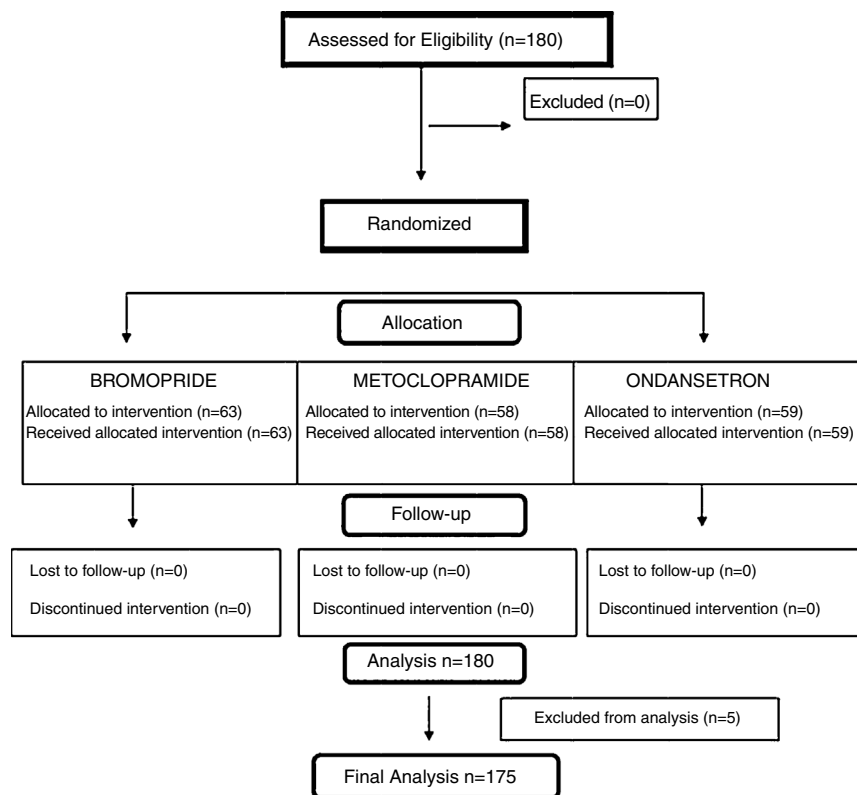 Assessed for Eligibility (n=180)
Excluded (n=0)
Randomized
Allocation
BROMOPRIDE
Allocated to intervention (n=63)
Received allocated intervention (n=63)
METOCLOPRAMIDE
Allocated to intervention (n=58)
Received allocated intervention (n=58)
ONDANSETRON
Allocated to intervention (n=59)
Received allocated intervention (n=59)
Follow-up
Lost to follow-up (n=0)
Discontinued intervention (n=0)
Lost to follow-up (n=0)
Discontinued intervention (n=0)
Lost to follow-up (n=0)
Discontinued intervention (n=0)
Analysis n=180
Excluded from analysis (n=5)
Final Analysis n=175